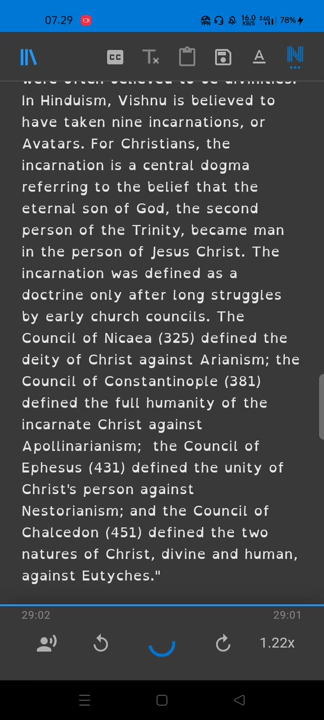 07.29
16.0 KB/S
78%
CC
were often believed to be divinities.
In Hinduism, Vishnu is believed to
have taken nine incarnations, or
Avatars. For Christians, the
incarnation is a central dogma
referring to the belief that the
eternal son of God, the second
person of the Trinity, became man
in the person of Jesus Christ. The
incarnation was defined as a
doctrine only after long struggles
by early church councils. The
Council of Nicaea (325) defined the
deity of Christ against Arianism; the
Council of Constantinople (381)
defined the full humanity of the
incarnate Christ against
Apollinarianism;  the Council of
Ephesus (431) defined the unity of
Christ's person against
Nestorianism; and the Council of
Chalcedon (451) defined the two
natures of Christ, divine and human,
against Eutyches."
29:02
29:01
1.22x